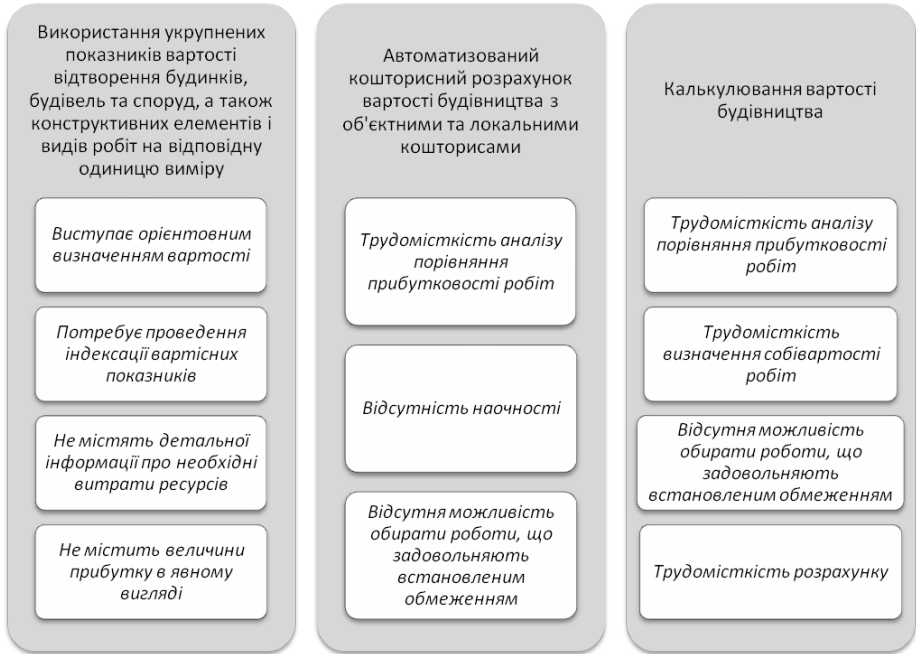 Використання укрупнених
показників вартості
відтворення будинків,
будівель та споруд, а також
конструктивних елементів і
видів робіт на відповідну
одиницю виміру
Виступає орієнтовним
визначенням вартості
Потребує проведення
індексації вартісних
показників
Не містять детальної
інформації про необхідні
витрати ресурсів
Не містить величини
прибутку в явному
вигляді
Автоматизований
кошторисний розрахунок
вартості будівництва з
об'єктними та локальними
кошторисами
Трудомісткість аналізу
порівняння
прибутковості робіт
Відсутність наочності
Відсутня можливість
обирати роботи, що
задовольняють
встановленим
обмеженням
Калькулювання вартості
будівництва
Трудомісткість аналізу
порівняння прибутковості
робіт
Трудомісткість
визначення собівартості
робіт
Відсутня можливість
обирати роботи, що
задовольняють
встановленим обмеженням
Трудомісткість розрахунку